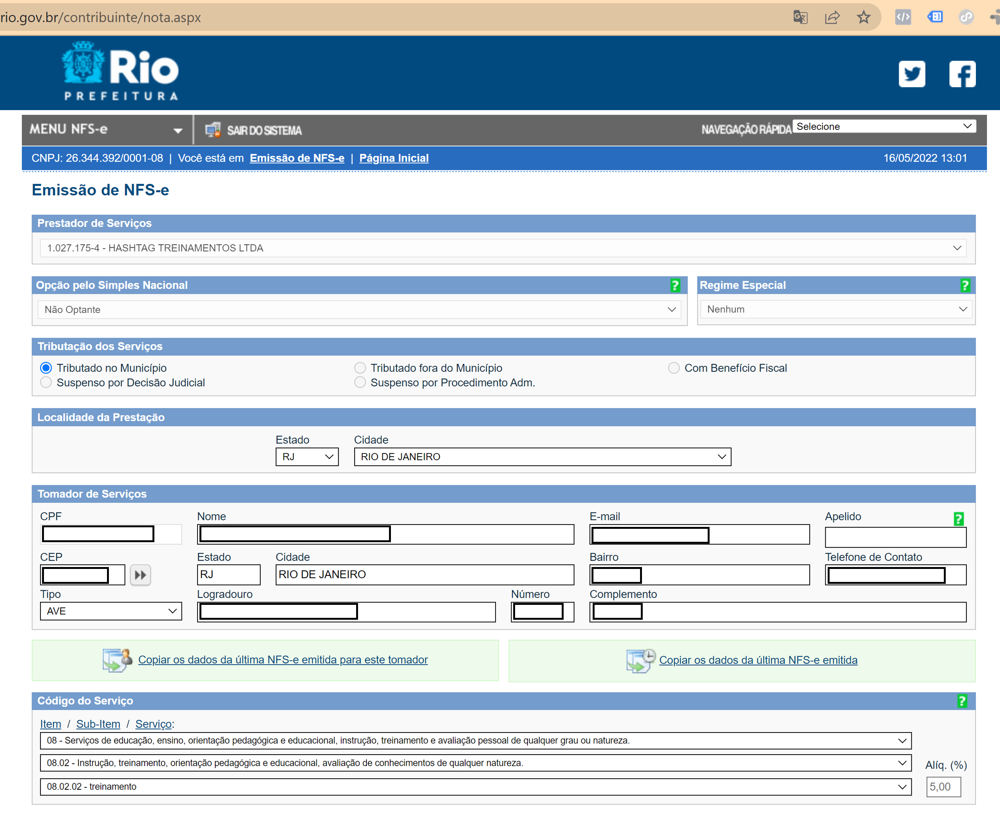 rio.gov.br/contribuinte/nota.aspx
Rio
PREFEITURA
MENU NFS-e
SAIR DO SISTEMA
NAVEGAÇÃO RÁPIDA Selecione
CNPJ: 26.344.392/0001-08 | Você está em Emissão de NFS-e | Página Inicial
16/05/2022 13:01
Emissão de NFS-e
Prestador de Serviços
1.027.175-4 - HASHTAG TREINAMENTOS LTDA
Opção pelo Simples Nacional ?
Regime Especial ?
Não Optante
Nenhum
Tributação dos Serviços
Tributado no Município
Tributado fora do Município
Com Benefício Fiscal
Suspenso por Decisão Judicial
Suspenso por Procedimento Adm.
Localidade da Prestação
Estado
Cidade
RJ
RIO DE JANEIRO
Tomador de Serviços
CPF
Nome
E-mail
Apelido ?
CEP
Estado
Cidade
Bairro
Telefone de Contato
RJ
RIO DE JANEIRO
Tipo
Logradouro
Número
Complemento
AVE
Copiar os dados da última NFS-e emitida para este tomador
Copiar os dados da última NFS-e emitida
Código do Serviço ?
Item / Sub-Item / Serviço:
08 - Serviços de educação, ensino, orientação pedagógica e educacional, instrução, treinamento e avaliação pessoal de qualquer grau ou natureza.
08.02 - Instrução, treinamento, orientação pedagógica e educacional, avaliação de conhecimentos de qualquer natureza.
Alíq. (%)
08.02.02 - treinamento
5,00